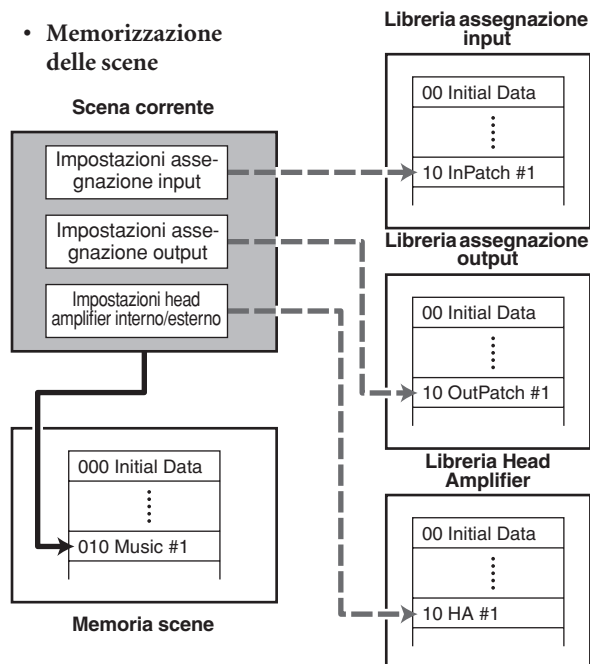 • Memorizzazione
delle scene
Scena corrente
Impostazioni asse-
gnazione input
Impostazioni asse-
gnazione output
Impostazioni head
amplifier interno/esterno
000 Initial Data
010 Music #1
Memoria scene
Libreria assegnazione
input
00 Initial Data
10 InPatch #1
Libreria assegnazione
output
00 Initial Data
10 OutPatch #1
Libreria Head
Amplifier
00 Initial Data
10 HA #1